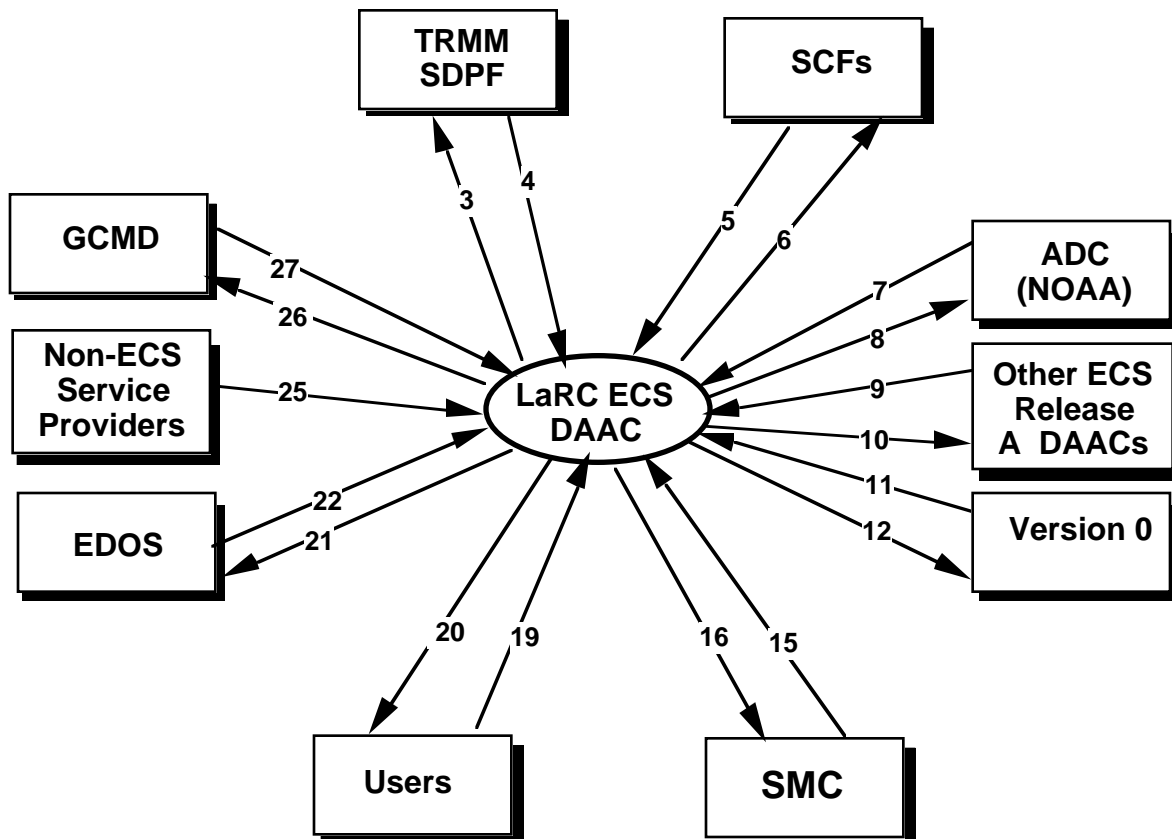 TRMM
SDPF
SCFs
3
4
5
6
GCMD
27
26
ADC
(NOAA)
7
8
Non-ECS
Service
Providers
25
LaRC ECS
DAAC
9
10
Other ECS
Release
A DAACs
EDOS
22
21
11
12
Version 0
20
19
16
15
Users
SMC